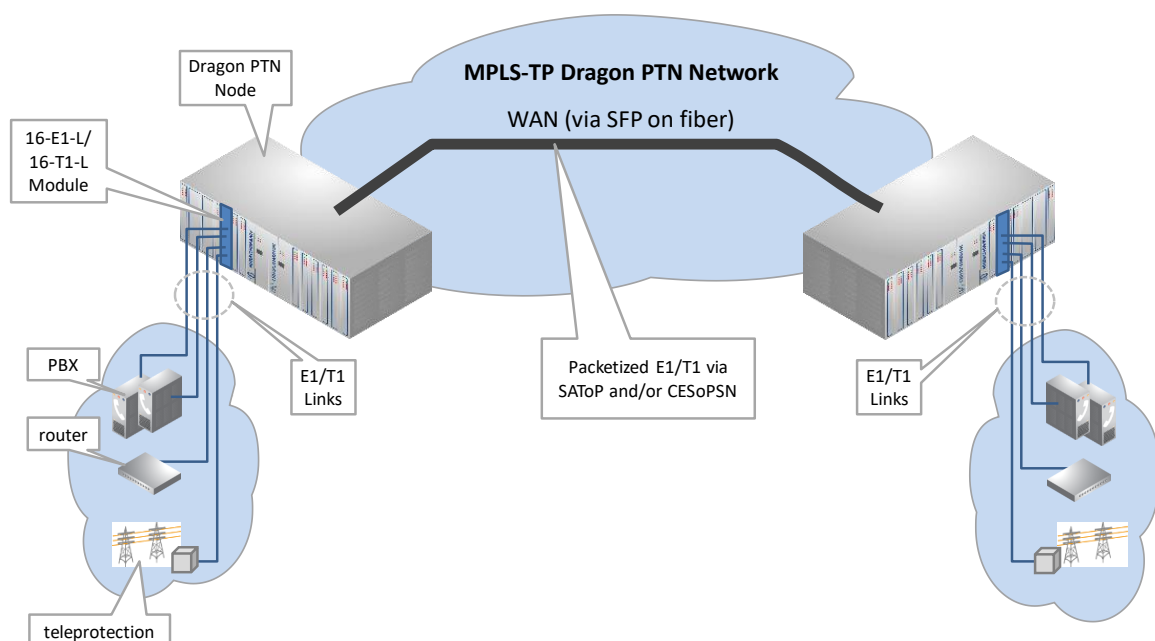 Dragon PTN
Node
MPLS-TP Dragon PTN Network
WAN (via SFP on fiber)
16-E1-L/
16-T1-L
Module
PBX
E1/T1
Links
Packetized E1/T1 via
SAToP and/or CESoPSN
E1/T1
Links
router
teleprotection